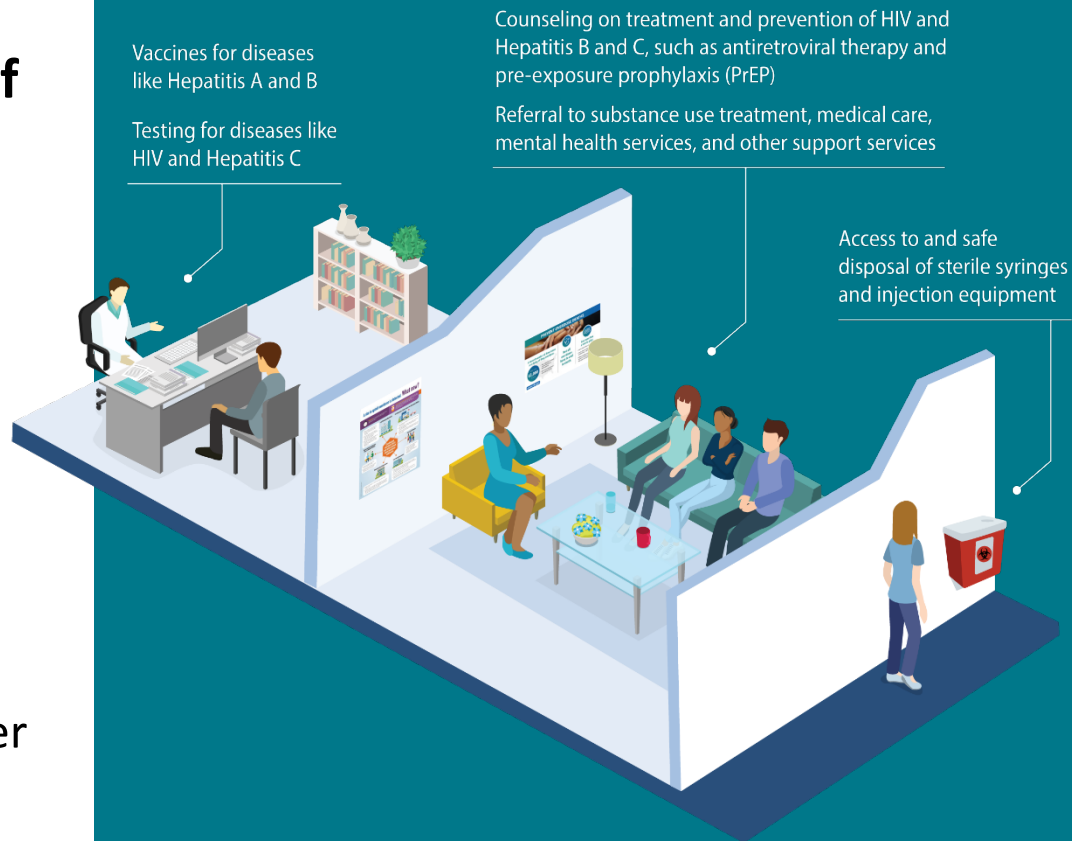 f
er
Vaccines for diseases
like Hepatitis A and B
Testing for diseases like
HIV and Hepatitis C
Counseling on treatment and prevention of HIV and
Hepatitis B and C, such as antiretroviral therapy and
pre-exposure prophylaxis (PrEP)
Referral to substance use treatment, medical care,
mental health services, and other support services
Access to and safe
disposal of sterile syringes
and injection equipment